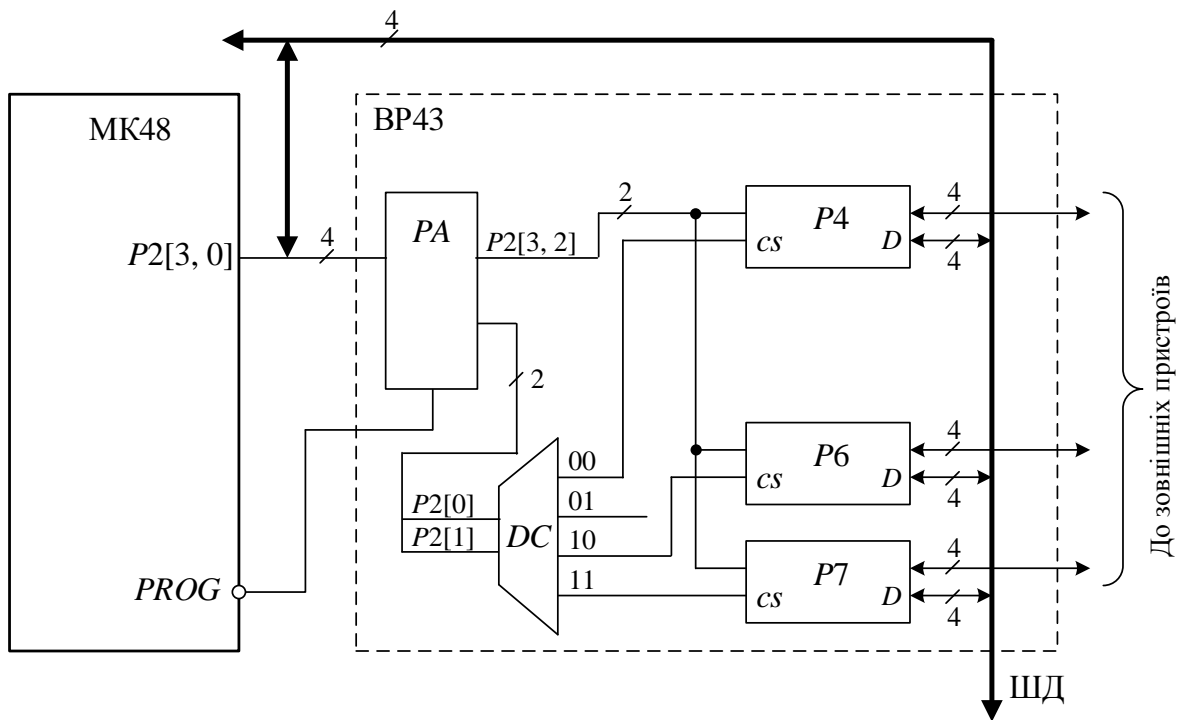 4
МК48
ВР43
P2[3, 0]
4
PA
P2[3, 2]
2
P4
cs
D
4
4
2
P2[0]
P2[1]
DC
00
01
10
11
P6
cs
D
4
4
P7
cs
D
4
4
PROG
До зовнішніх пристроїв
ШД